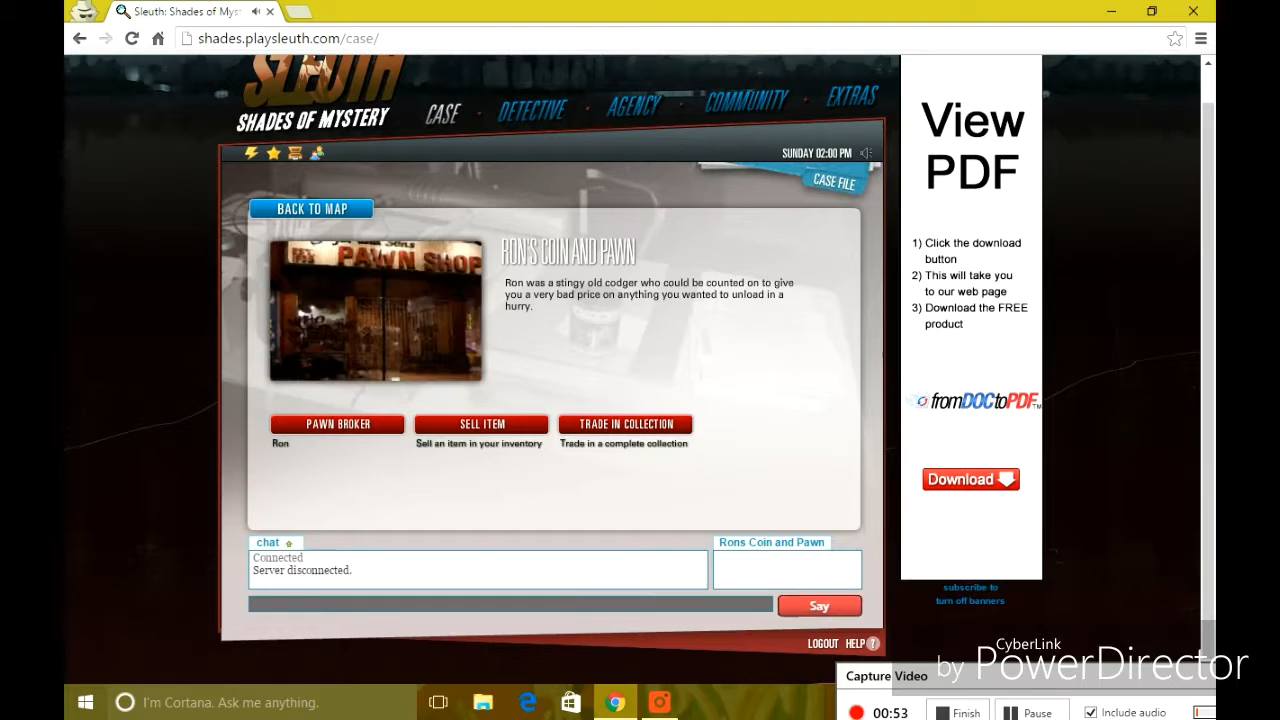 Sleuth: Shades of Mys
shades.playsleuth.com/case/
SLEUTH
SHADES OF MYSTERY
CASE
DETECTIVE
AGENCY
COMMUNITY
EXTRAS
SUNDAY 02:00 PM
CASE FILE
BACK TO MAP
PAWN SHOP
RON'S COIN AND PAWN
Ron was a stingy old codger who could be counted on to give
you a very bad price on anything you wanted to unload in a
hurry.
PAWN BROKER
SELL ITEM
TRADE IN COLLECTION
Ron
Sell an item in your inventory
Trade in a complete collection
chat
Rons Coin and Pawn
Connected
Server disconnected.
Say
LOGOUT HELP ?
View
PDF
1) Click the download
button
2) This will take you
to our web page
3) Download the FREE
product
fromDOCtoPDF
Download
subscribe to
turn off banners
CyberLink
by PowerDirector
Capture Video
00:53
Finish
Pause
Include audio
I'm Cortana. Ask me anything.